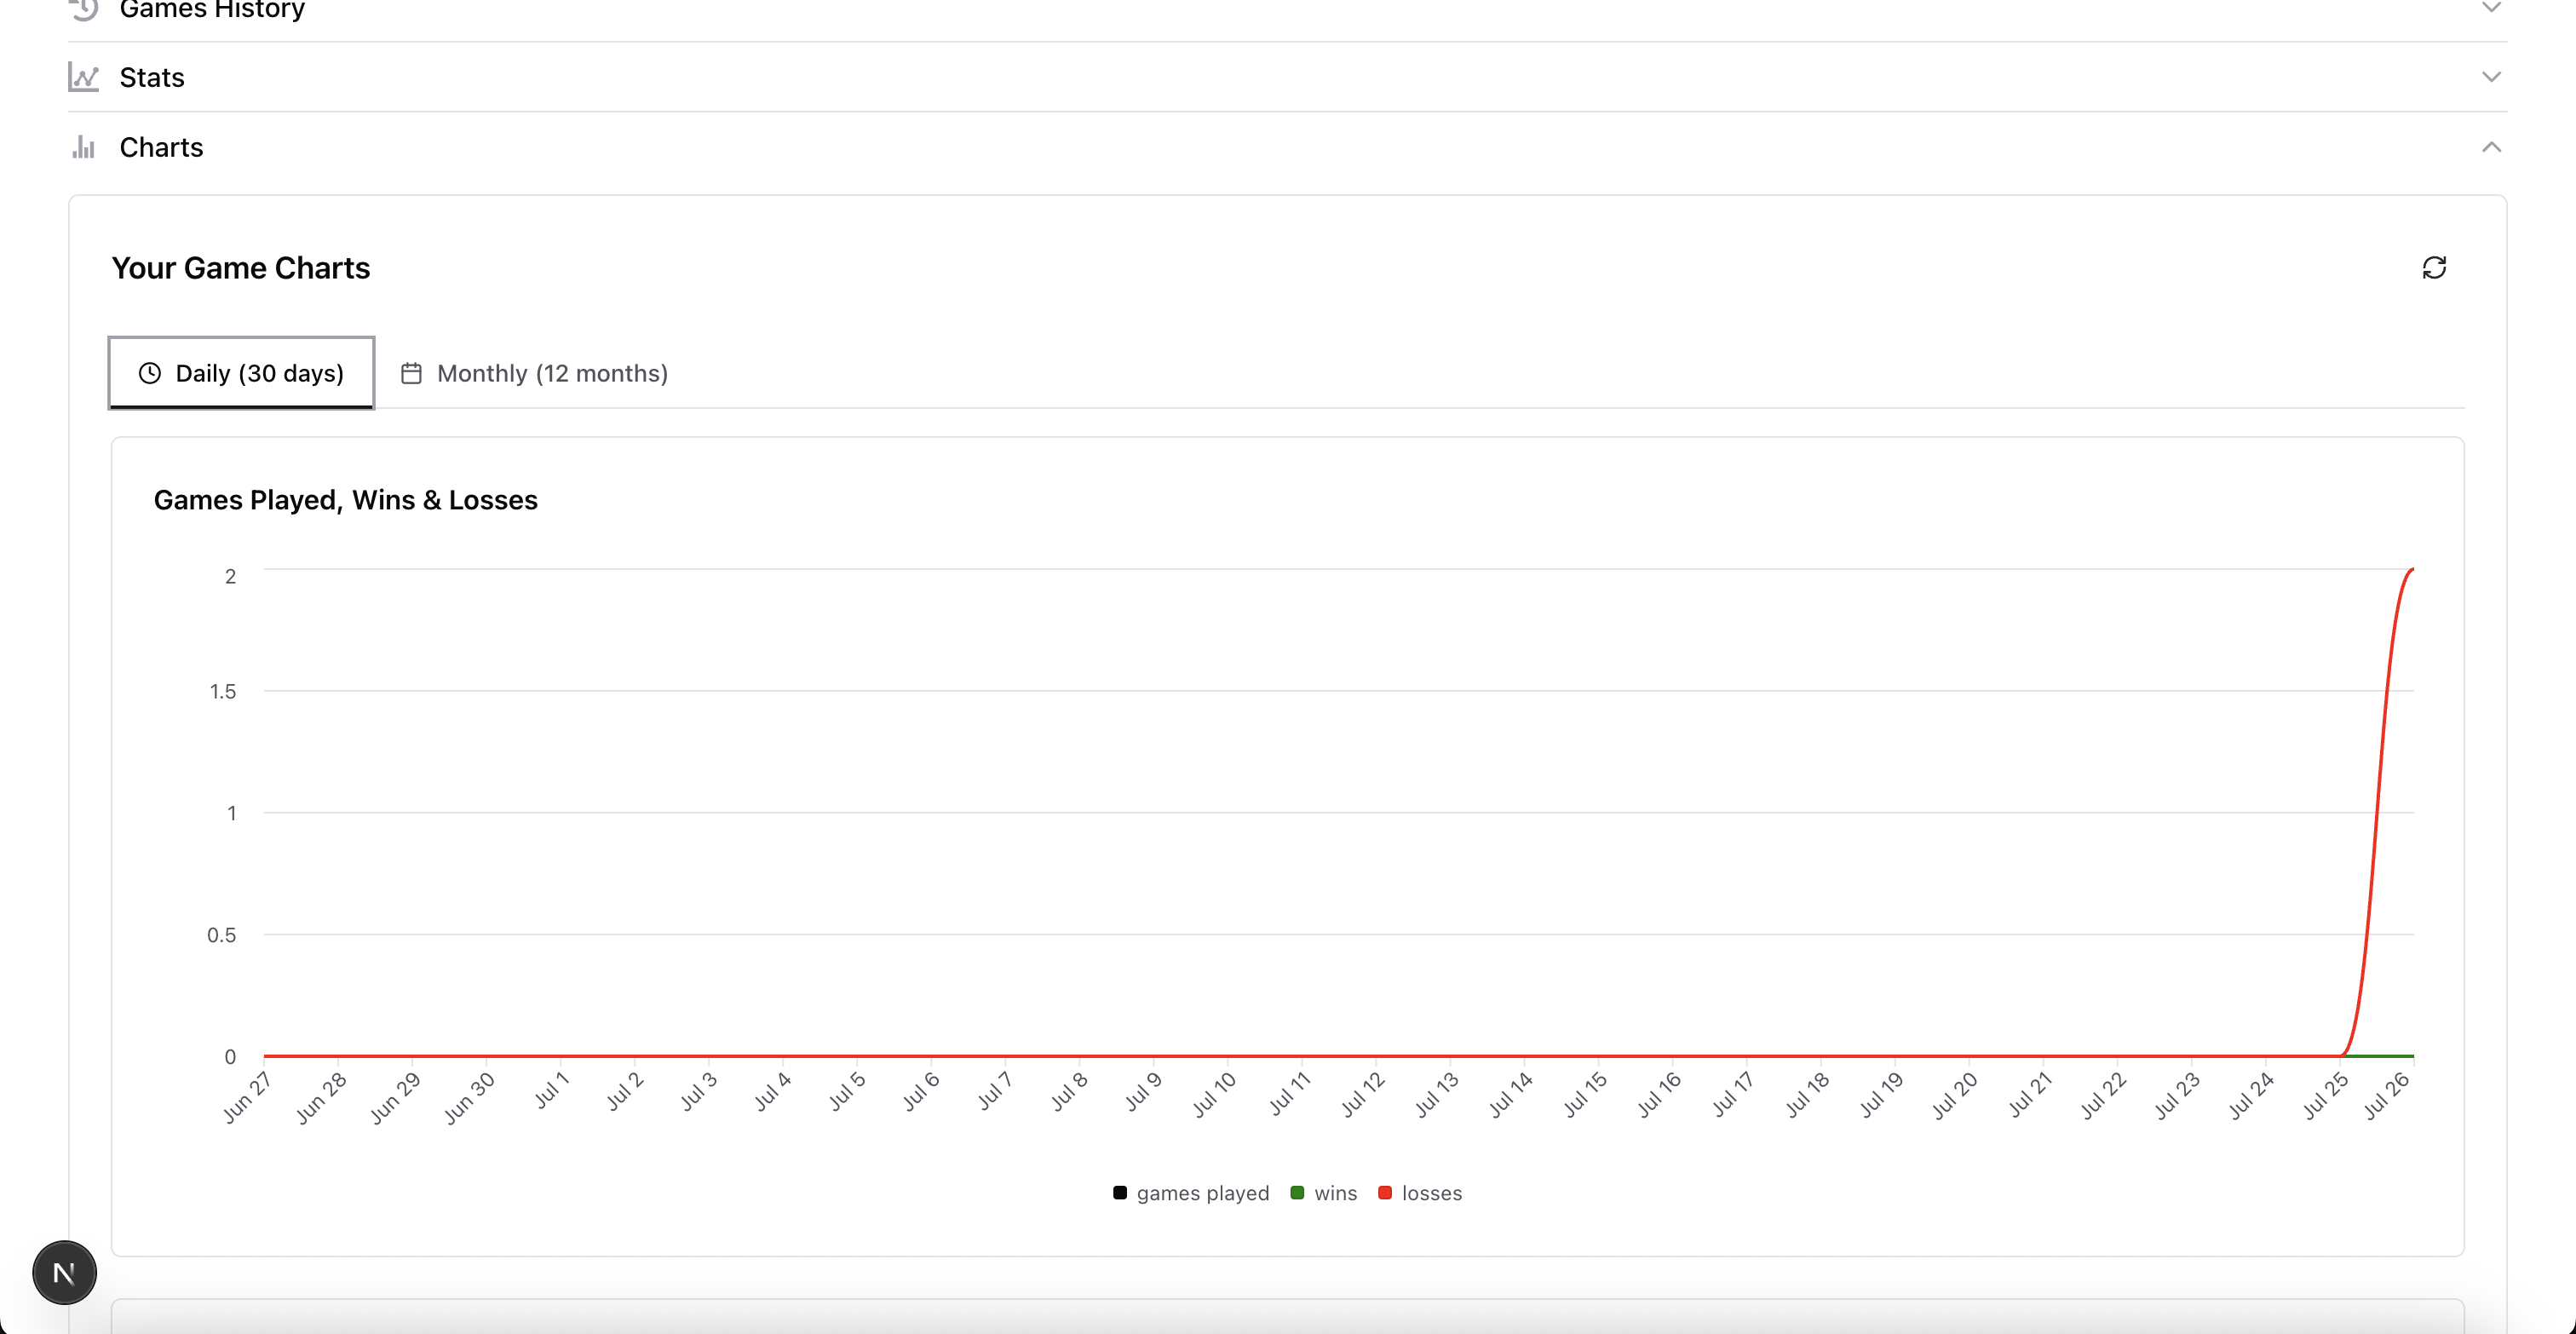 Games History
Stats
Charts
Your Game Charts
Daily (30 days)
Monthly (12 months)
Games Played, Wins & Losses
2
1.5
1
0.5
0
Jun 27
Jun 28
Jun 29
Jun 30
Jul 1
Jul 2
Jul 3
Jul 4
Jul 5
Jul 6
Jul 7
Jul 8
Jul 9
Jul 10
Jul 11
Jul 12
Jul 13
Jul 14
Jul 15
Jul 16
Jul 17
Jul 18
Jul 19
Jul 20
Jul 21
Jul 22
Jul 23
Jul 24
Jul 25
Jul 26
games played
wins
losses
N